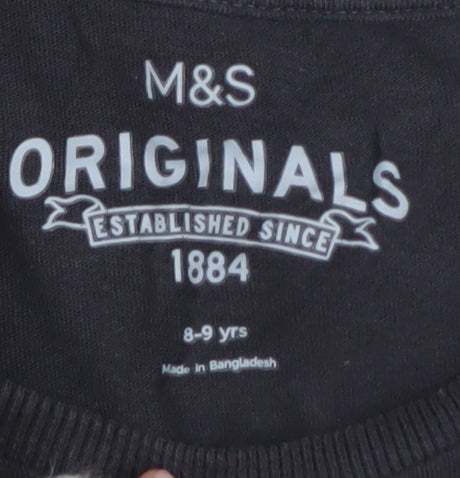 M&S
ORIGINALS
ESTABLISHED SINCE
1884
8-9 yrs
Made in Bangladesh